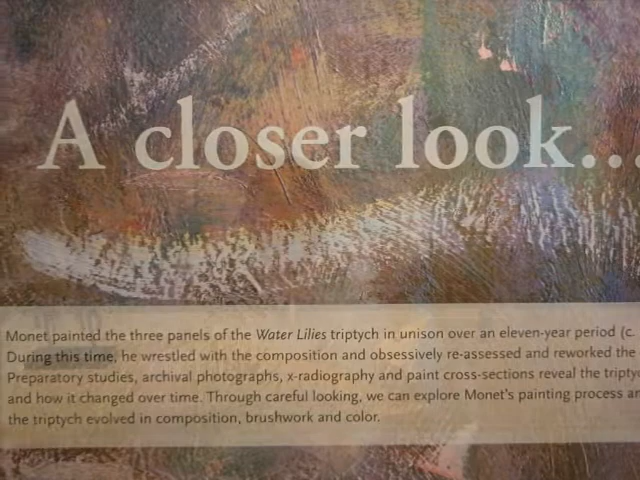 A closer look...
Monet painted the three panels of the Water Lilies triptych in unison over an eleven-year period (c.
During this time, he wrestled with the composition and obsessively re-assessed and reworked the
Preparatory studies, archival photographs, x-radiography and paint cross-sections reveal the
and how it changed over time. Through careful looking, we can explore Monet's painting process
the triptych evolved in composition, brushwork and color.